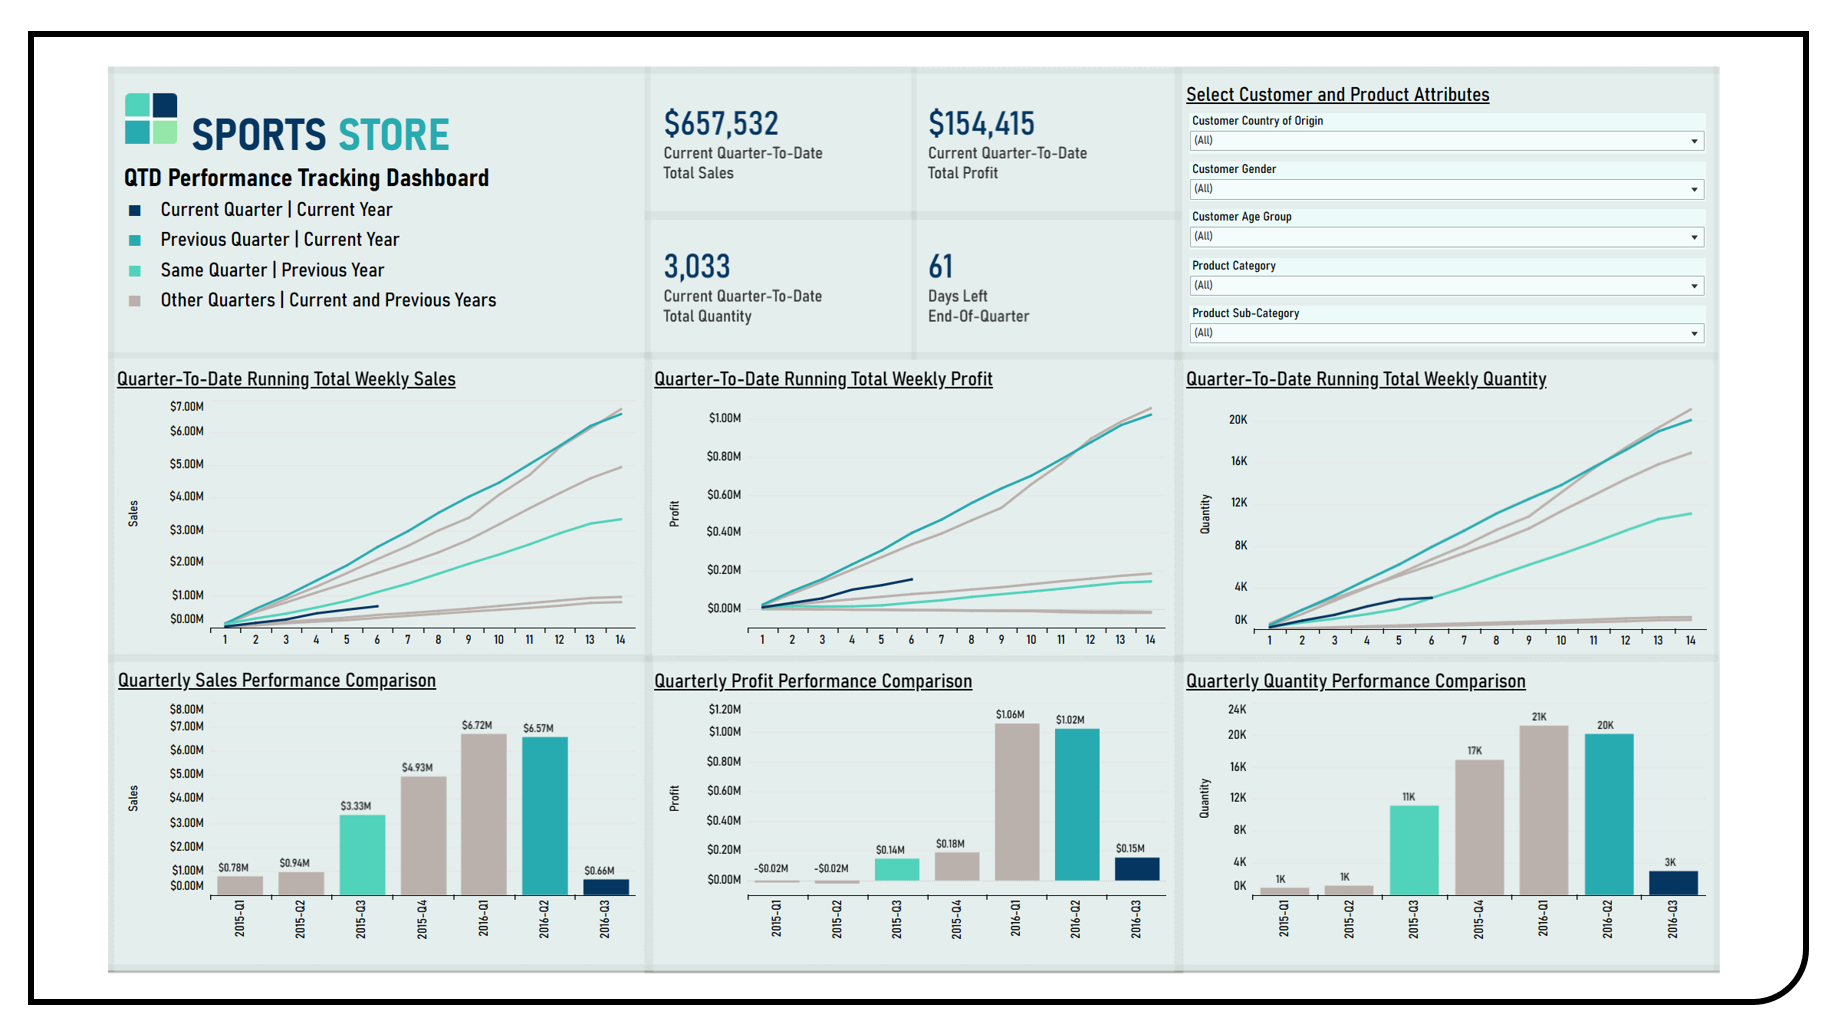 SPORTS STORE
QTD Performance Tracking Dashboard
Current Quarter | Current Year
Previous Quarter | Current Year
Same Quarter | Previous Year
Other Quarters | Current and Previous Years
$657,532
Current Quarter-To-Date
Total Sales
$154,415
Current Quarter-To-Date
Total Profit
3,033
Current Quarter-To-Date
Total Quantity
61
Days Left
End-Of-Quarter
Select Customer and Product Attributes
Customer Country of Origin
(All)
Customer Gender
(All)
Customer Age Group
(All)
Product Category
(All)
Product Sub-Category
(All)
Quarter-To-Date Running Total Weekly Sales
Sales
$7.00M
$6.00M
$5.00M
$4.00M
$3.00M
$2.00M
$1.00M
$0.00M
1 2 3 4 5 6 7 8 9 10 11 12 13 14
Quarter-To-Date Running Total Weekly Profit
Profit
$1.00M
$0.80M
$0.60M
$0.40M
$0.20M
$0.00M
1 2 3 4 5 6 7 8 9 10 11 12 13 14
Quarter-To-Date Running Total Weekly Quantity
Quantity
20K
16K
12K
8K
4K
0K
1 2 3 4 5 6 7 8 9 10 11 12 13 14
Quarterly Sales Performance Comparison
Sales
$8.00M
$7.00M
$6.00M
$5.00M
$4.00M
$3.00M
$2.00M
$1.00M
$0.00M
$0.78M
$0.94M
$3.33M
$4.93M
$6.72M
$6.57M
$0.66M
2015-Q1
2015-Q2
2015-Q3
2015-Q4
2016-Q1
2016-Q2
2016-Q3
Quarterly Profit Performance Comparison
Profit
$1.20M
$1.00M
$0.80M
$0.60M
$0.40M
$0.20M
$0.00M
-$0.02M
-$0.02M
$0.14M
$0.18M
$1.06M
$1.02M
$0.15M
2015-Q1
2015-Q2
2015-Q3
2015-Q4
2016-Q1
2016-Q2
2016-Q3
Quarterly Quantity Performance Comparison
Quantity
24K
20K
16K
12K
8K
4K
0K
1K
1K
11K
17K
21K
20K
3K
2015-Q1
2015-Q2
2015-Q3
2015-Q4
2016-Q1
2016-Q2
2016-Q3